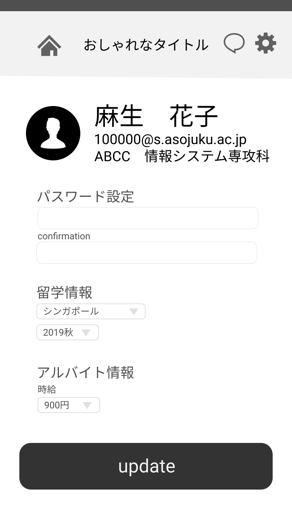 おしゃれなタイトル
麻生　花子
100000@s.asojuku.ac.jp
ABCC　情報システム専攻科
パスワード設定
confirmation
留学情報
シンガポール
2019秋
アルバイト情報
時給
900円
update